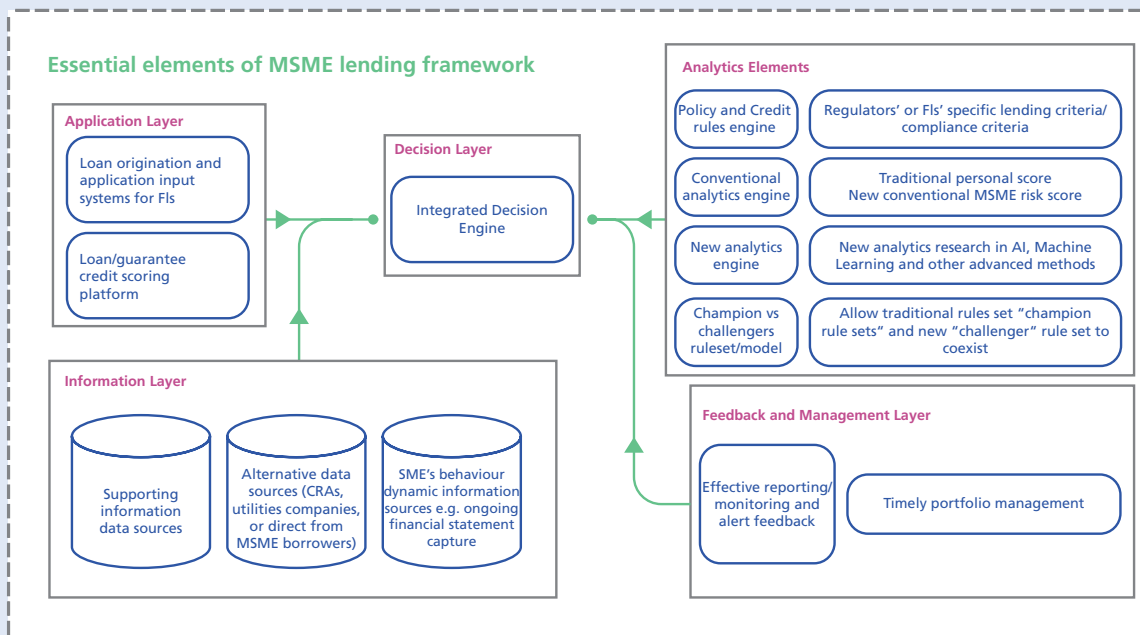 Essential elements of MSME lending framework
Application Layer
Loan origination and
application input
systems for FIs
Loan/guarantee
credit scoring
platform
Decision Layer
Integrated Decision
Engine
Analytics Elements
Policy and Credit
rules engine
Regulators’ or FIs’ specific lending criteria/
compliance criteria
Conventional
analytics engine
Traditional personal score
New conventional MSME risk score
New analytics
engine
New analytics research in AI, Machine
Learning and other advanced methods
Champion vs
challengers
ruleset/model
Allow traditional rules set “champion
rule sets” and new “challenger” rule set to
coexist
Information Layer
Supporting
information
data sources
Alternative data
sources (CRAs,
utilities companies,
or direct from
MSME borrowers)
SME’s behaviour
dynamic information
sources e.g. ongoing
financial statement
capture
Feedback and Management Layer
Effective reporting/
monitoring and
alert feedback
Timely portfolio management